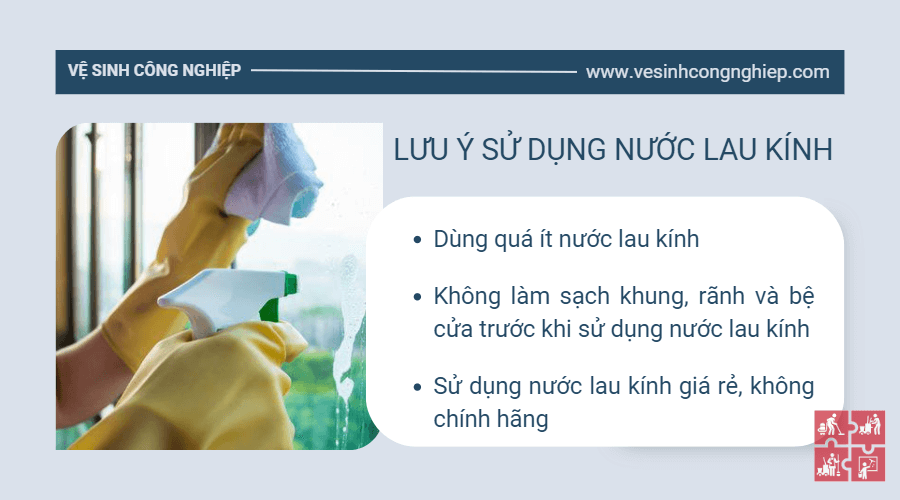 VỆ SINH CÔNG NGHIỆP
www.vesinhcongnghiep.com
LƯU Ý SỬ DỤNG NƯỚC LAU KÍNH
• Dùng quá ít nước lau kính
• Không làm sạch khung, rãnh và bệ
cửa trước khi sử dụng nước lau kính
• Sử dụng nước lau kính giá rẻ, không
chính hãng